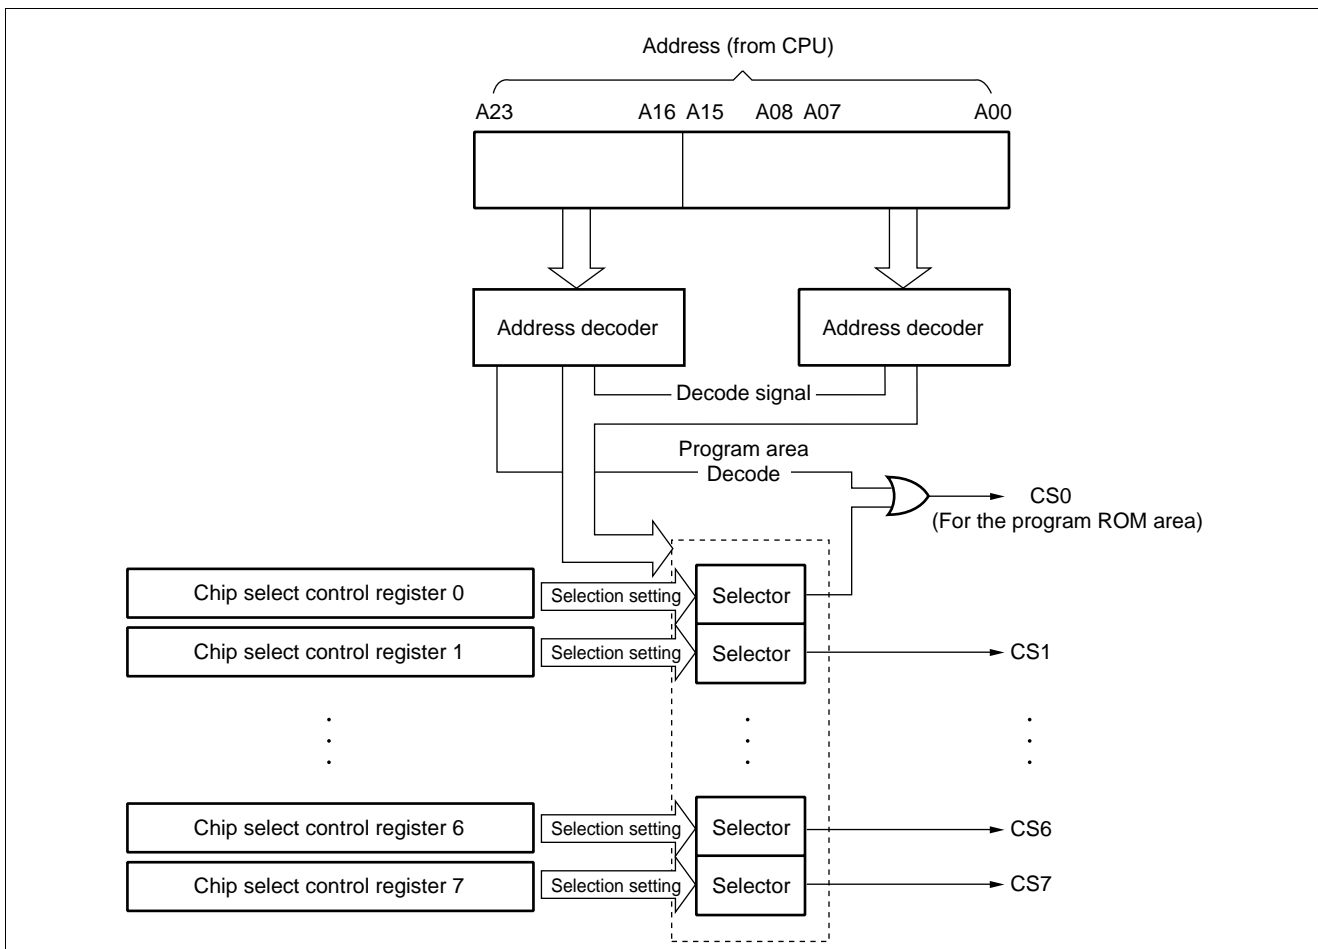 Address (from CPU)
A23 A16 A15 A08 A07 A00
Address decoder Address decoder
Decode signal
Program area
Decode
CS0
(For the program ROM area)
Chip select control register 0 Selection setting Selector
Chip select control register 1 Selection setting Selector CS1
Chip select control register 6 Selection setting Selector CS6
Chip select control register 7 Selection setting Selector CS7